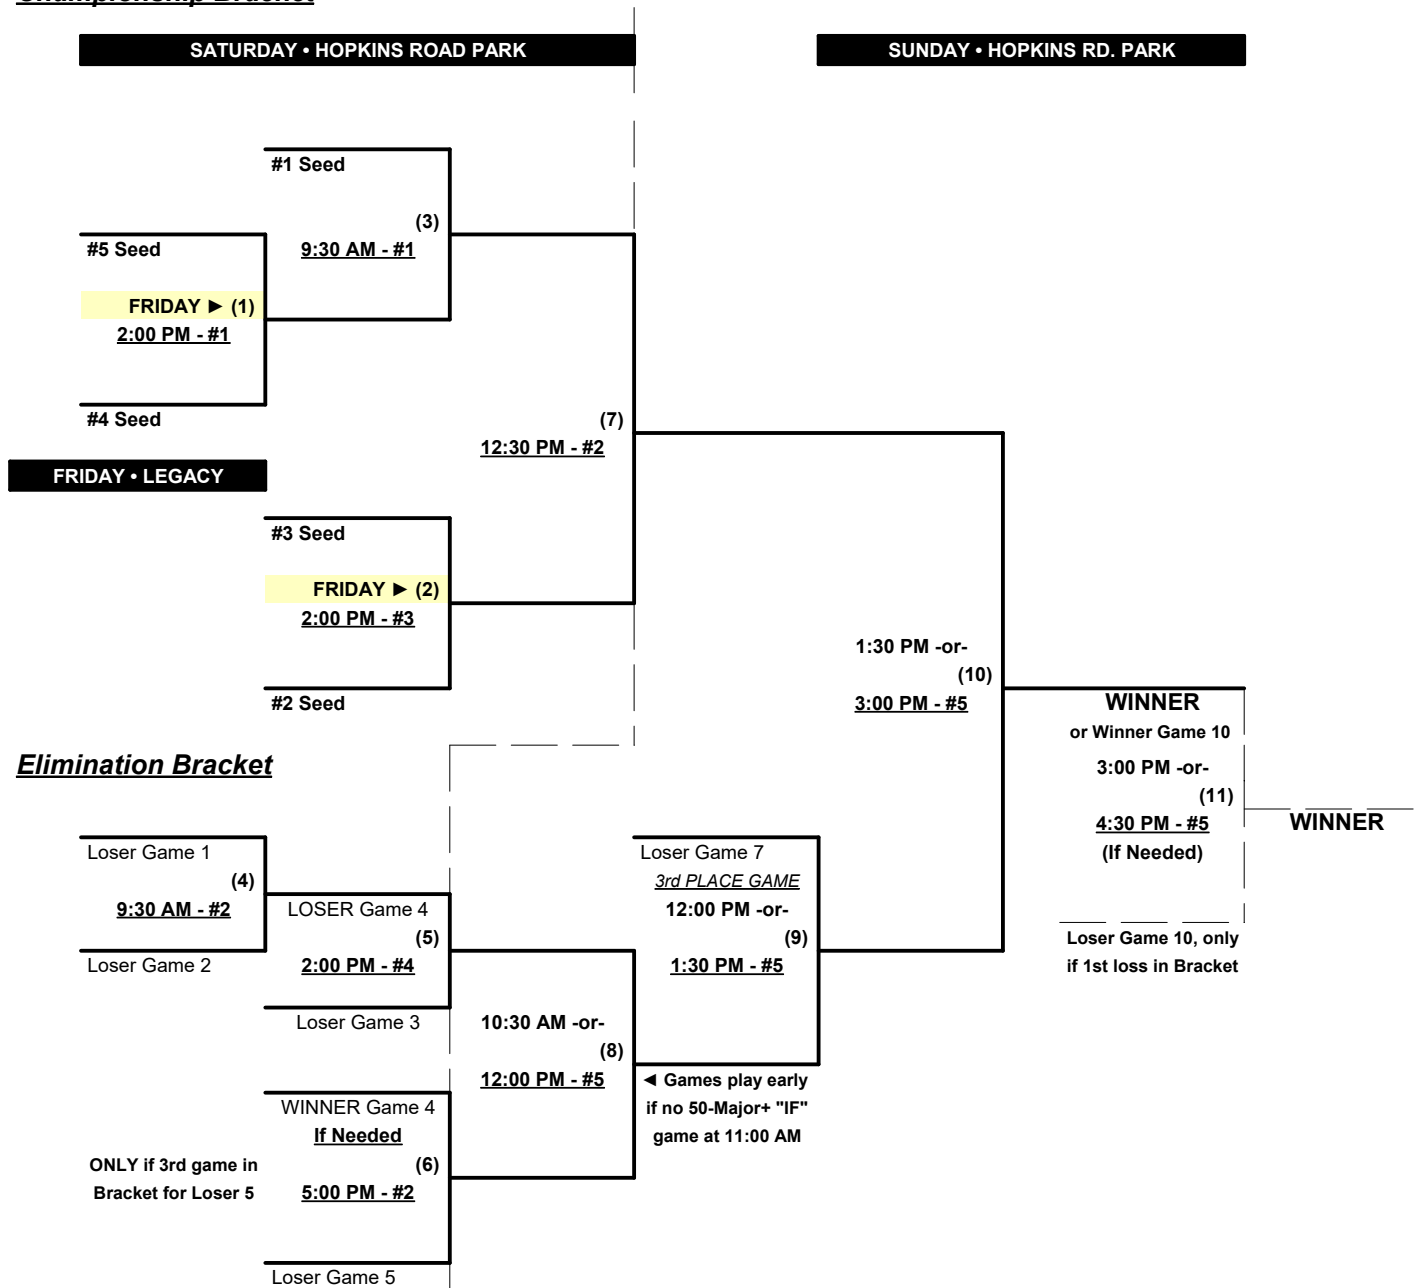 Championship Bracket
SATURDAY • HOPKINS ROAD PARK
SUNDAY • HOPKINS RD. PARK
#1 Seed
(3)
9:30 AM - #1
#5 Seed
FRIDAY ► (1)
2:00 PM - #1
#4 Seed
(7)
12:30 PM - #2
FRIDAY • LEGACY
#3 Seed
FRIDAY ► (2)
2:00 PM - #3
#2 Seed
1:30 PM -or-
(10)
3:00 PM - #5
WINNER
or Winner Game 10
3:00 PM -or-
(11)
4:30 PM - #5
(If Needed)
WINNER
Loser Game 10, only
if 1st loss in Bracket
Elimination Bracket
Loser Game 1
(4)
9:30 AM - #2
Loser Game 2
LOSER Game 4
(5)
2:00 PM - #4
Loser Game 3
Loser Game 7
3rd PLACE GAME
12:00 PM -or-
(9)
1:30 PM - #5
10:30 AM -or-
(8)
12:00 PM - #5
◄ Games play early
if no 50-Major+ "IF"
game at 11:00 AM
WINNER Game 4
If Needed
(6)
5:00 PM - #2
ONLY if 3rd game in
Bracket for Loser 5
Loser Game 5